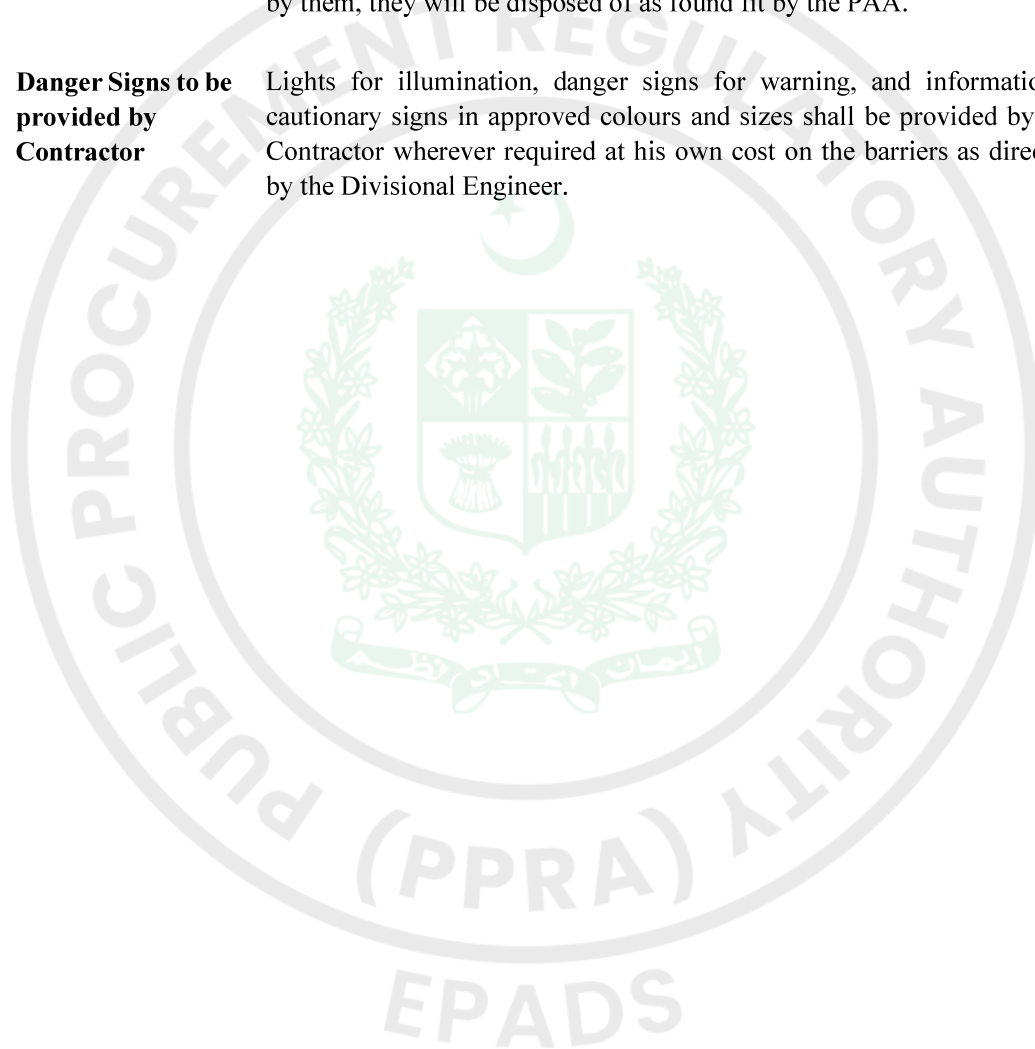 by them, they will be disposed of as found fit by the PAA.
Danger Signs to be
provided by
Contractor
Lights for illumination, danger signs for warning, and informatio
cautionary signs in approved colours and sizes shall be provided by
Contractor wherever required at his own cost on the barriers as direc
by the Divisional Engineer.
PUBLIC PROCUREMENT REGULATORY AUTHORITY
(PPRA)
ایمان اتحاد نظم
EPADS